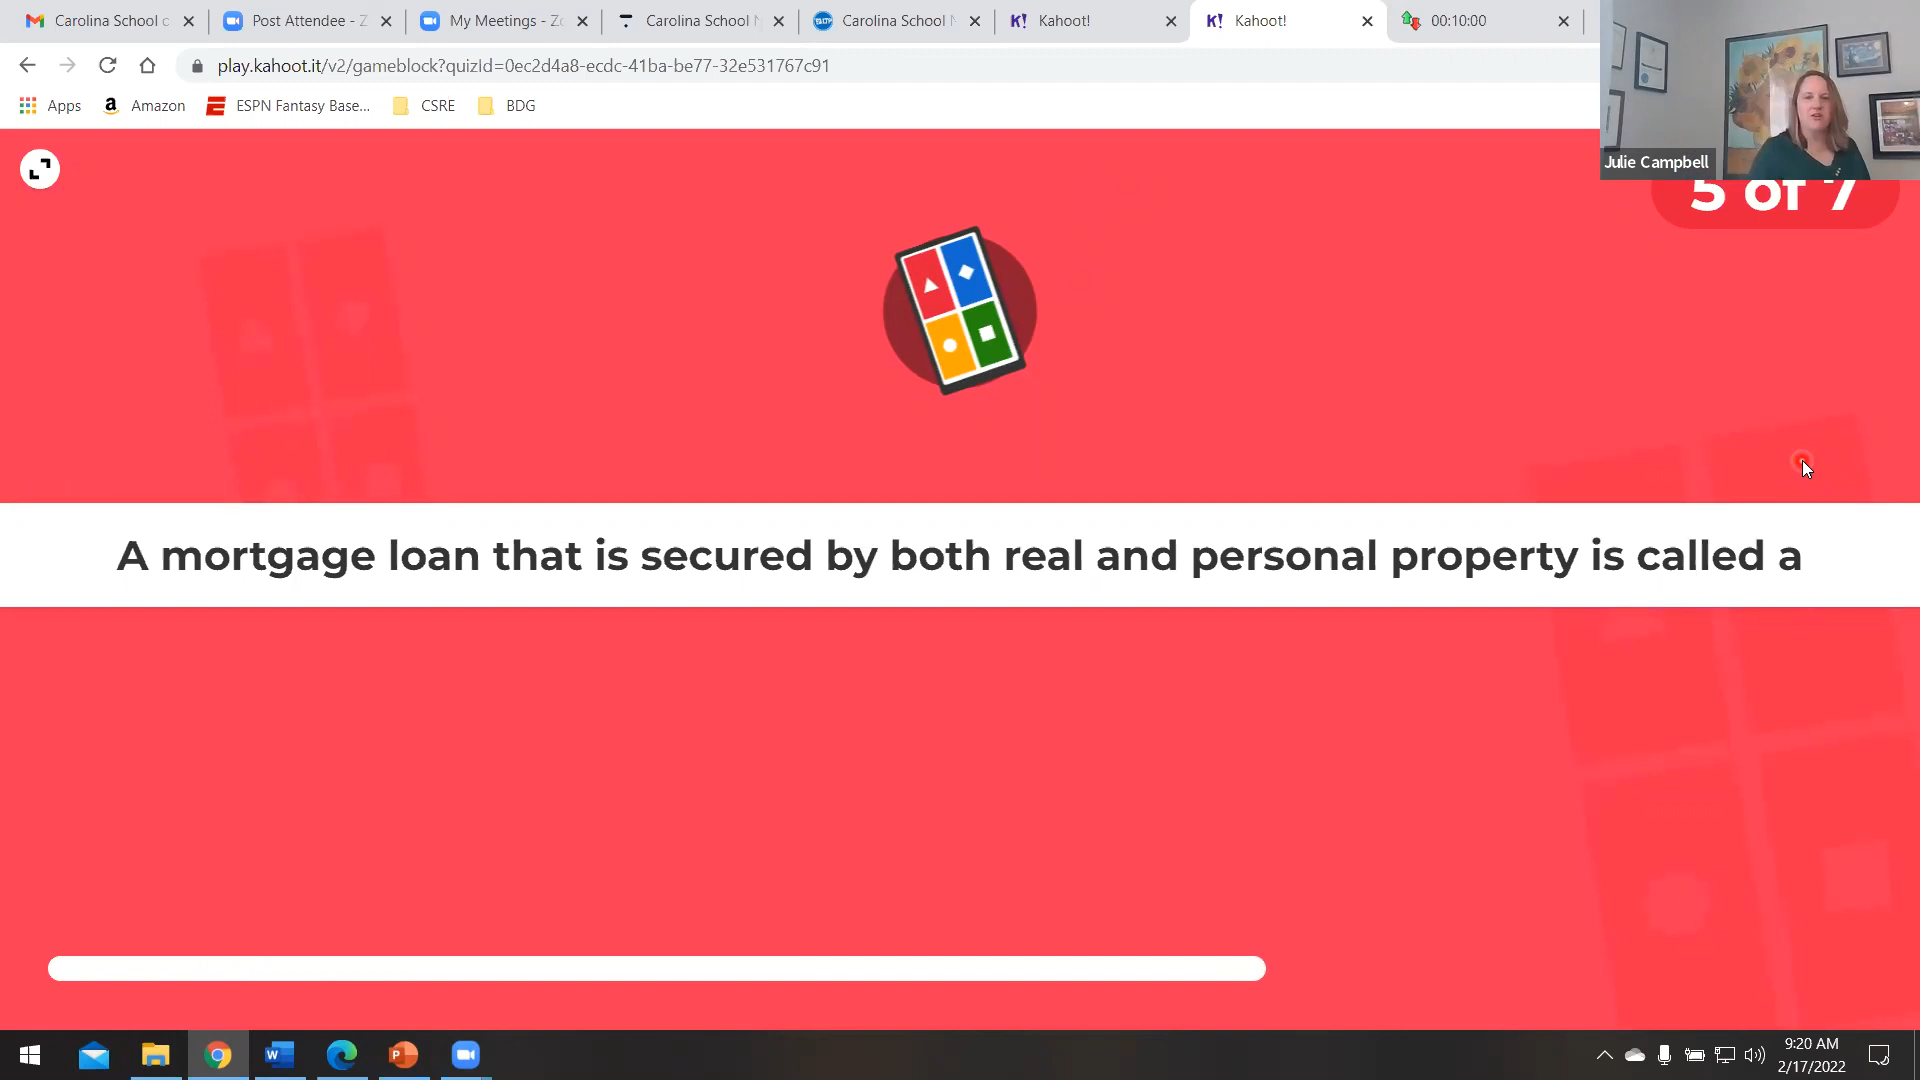 Carolina School o
Post Attendee - Z
My Meetings - Zo
Carolina School
Carolina School
Kahoot!
Kahoot!
00:10:00
play.kahoot.it/v2/gameblock?quizId=0ec2d4a8-ecdc-41ba-be77-32e531767c91
Apps
Amazon
ESPN Fantasy Base...
CSRE
BDG
Julie Campbell
5 of 7
A mortgage loan that is secured by both real and personal property is called a
9:20 AM
2/17/2022